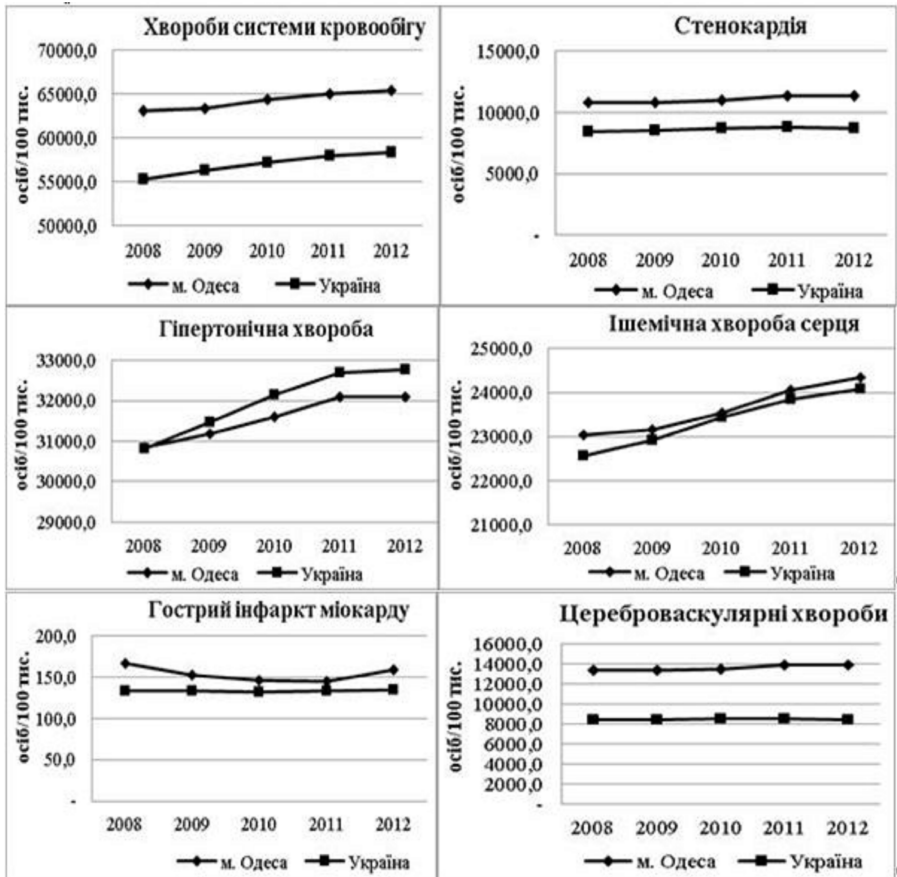 Хвороби системи кровообігу
осіб/100 тис.
70000,0
65000,0
60000,0
55000,0
50000,0
2008 2009 2010 2011 2012
м. Одеса Україна
Стенокардія
осіб/100 тис.
15000,0
10000,0
5000,0
-
2008 2009 2010 2011 2012
м. Одеса Україна
Гіпертонічна хвороба
осіб/100 тис.
33000,0
32000,0
31000,0
30000,0
29000,0
2008 2009 2010 2011 2012
м. Одеса Україна
Ішемічна хвороба серця
осіб/100 тис.
25000,0
24000,0
23000,0
22000,0
21000,0
2008 2009 2010 2011 2012
м. Одеса Україна
Гострий інфаркт міокарду
осіб/100 тис.
200,0
150,0
100,0
50,0
-
2008 2009 2010 2011 2012
м. Одеса Україна
Цереброваскулярні хвороби
осіб/100 тис.
16000,0
14000,0
12000,0
10000,0
8000,0
6000,0
4000,0
2000,0
-
2008 2009 2010 2011 2012
м. Одеса Україна